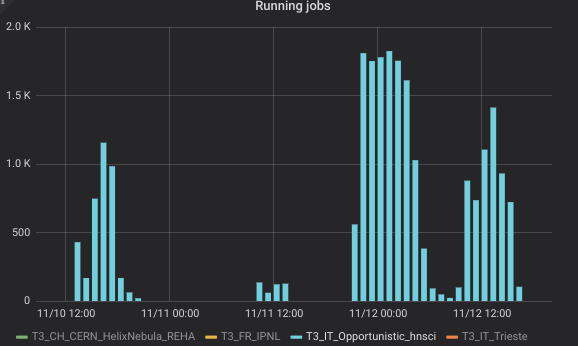 Running jobs
2.0 K
1.5 K
1.0 K
500
0
11/10 12:00 11/11 00:00 11/11 12:00 11/12 00:00 11/12 12:00
T3_CH_CERN_HelixNebula_REHA T3_FR_IPNL T3_IT_Opportunistic_hnsci T3_IT_Trieste